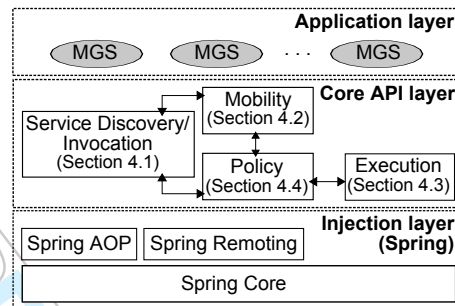 Application layer
MGS MGS · · · MGS
Core API layer
Service Discovery/
Invocation
(Section 4.1)
Mobility
(Section 4.2)
Policy
(Section 4.4)
Execution
(Section 4.3)
Injection layer
(Spring)
Spring AOP
Spring Remoting
Spring Core